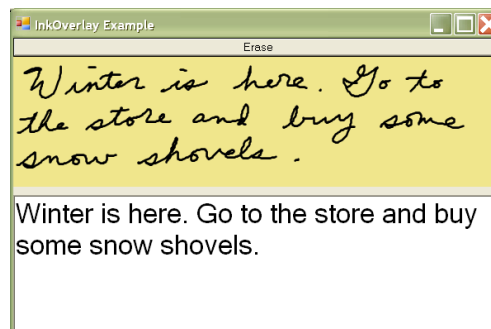 InkOverlay Example
Erase
Winter is here. Go to
the store and buy some
snow shovels.
Winter is here. Go to the store and buy
some snow shovels.